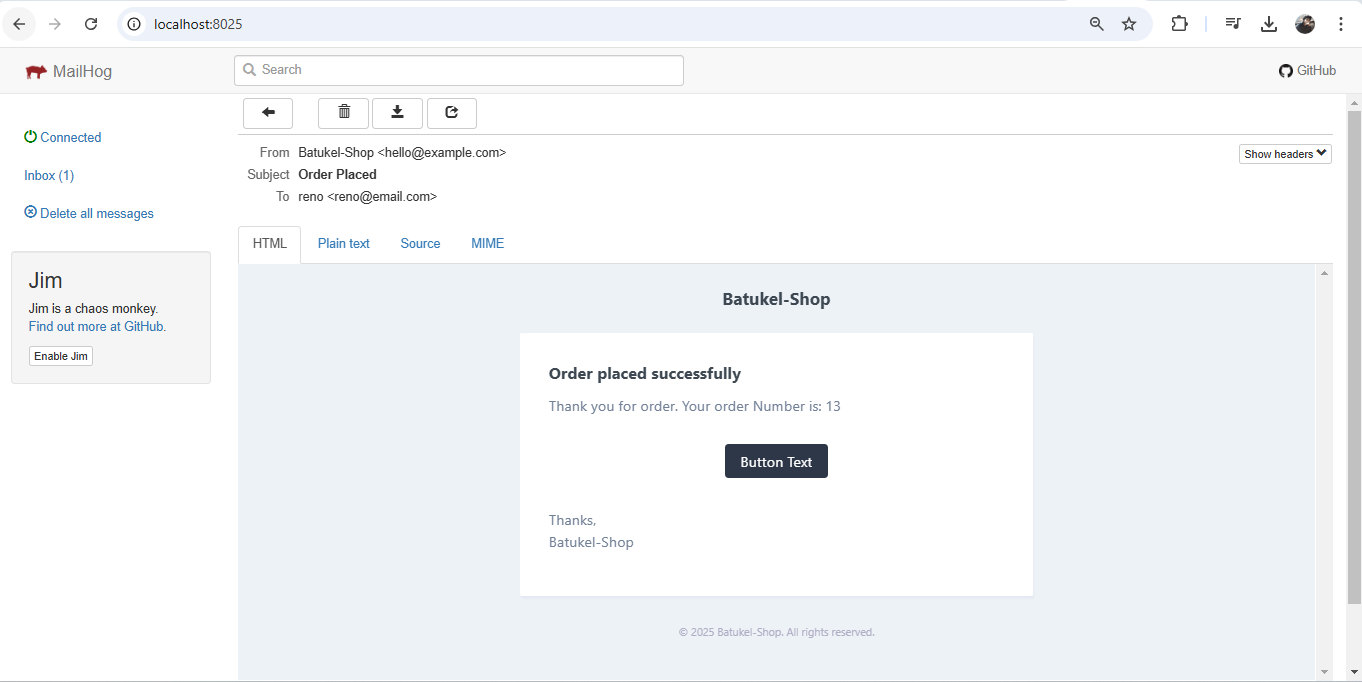 localhost:8025
MailHog
Search
GitHub
Connected
Inbox (1)
Delete all messages
Jim
Jim is a chaos monkey.
Find out more at GitHub.
Enable Jim
From Batukel-Shop <hello@example.com>
Show headers
Subject Order Placed
To reno <reno@email.com>
HTML Plain text Source MIME
Batukel-Shop
Order placed successfully
Thank you for order. Your order Number is: 13
Button Text
Thanks,
Batukel-Shop
© 2025 Batukel-Shop. All rights reserved.